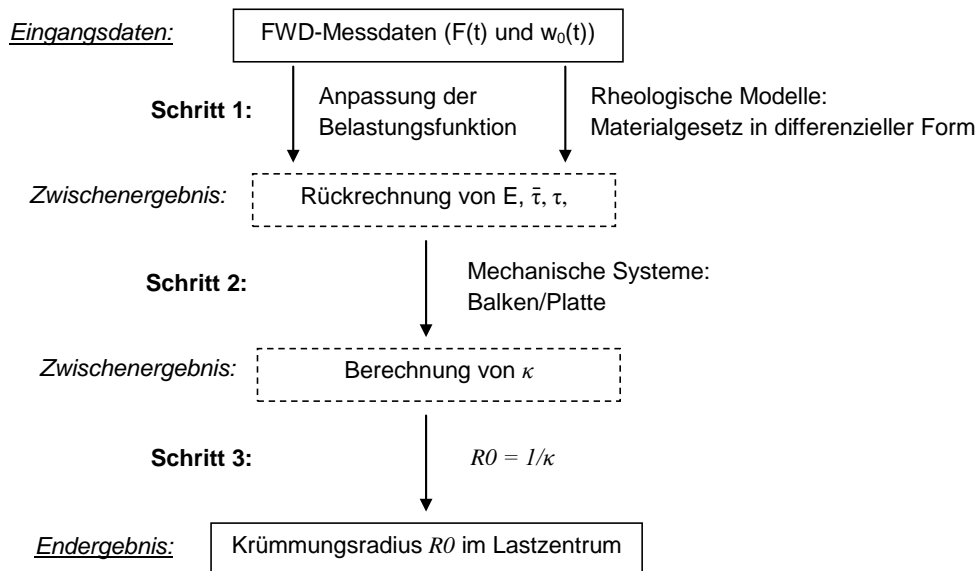 Eingangsdaten: FWD-Messdaten (F(t) und w₀(t))
Schritt 1:
Anpassung der
Belastungsfunktion
Rheologische Modelle:
Materialgesetz in differenzieller Form
Zwischenergebnis: Rückrechnung von E, τ̄, τ,
Schritt 2:
Mechanische Systeme:
Balken/Platte
Zwischenergebnis: Berechnung von κ
Schritt 3: R0 = 1/κ
Endergebnis: Krümmungsradius R0 im Lastzentrum